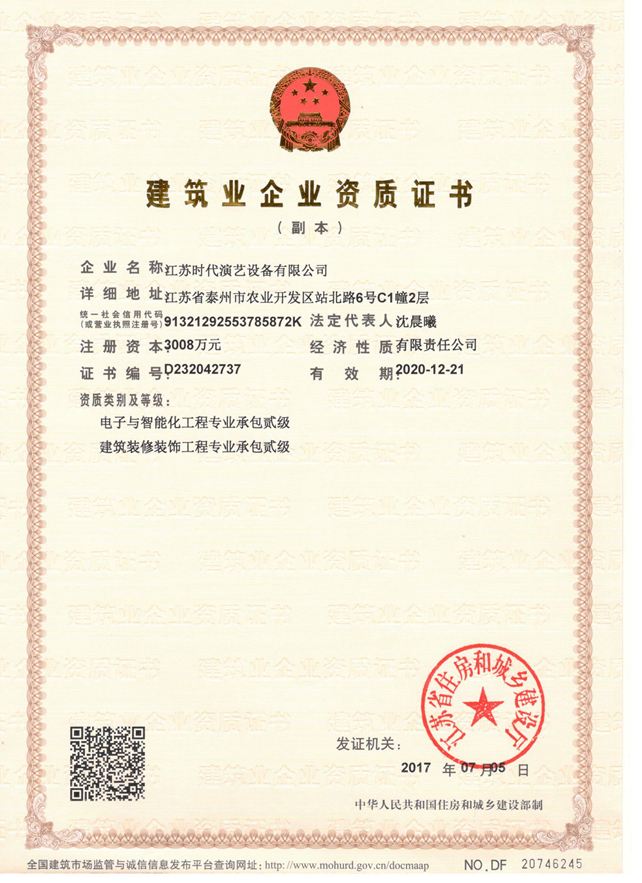 建筑业企业资质证书
（副本）
企业名称：江苏时代演艺设备有限公司
详细地址：江苏省泰州市农业开发区站北路6号C1幢2层
统一社会信用代码
（或营业执照注册号）：91321292553785872K 法定代表人：沈晨曦
注册资本：3008万元 经济性质：有限责任公司
证书编号：D232042737 有效期：2020-12-21
资质类别及等级：
电子与智能化工程专业承包贰级
建筑装修装饰工程专业承包贰级
江苏省住房和城乡建设厅
发证机关：
2017 年 07 月 05 日
中华人民共和国住房和城乡建设部制
全国建筑市场监管与诚信信息发布平台查询网址：http://www.mohurd.gov.cn/docmaap
NO.DF 20746245